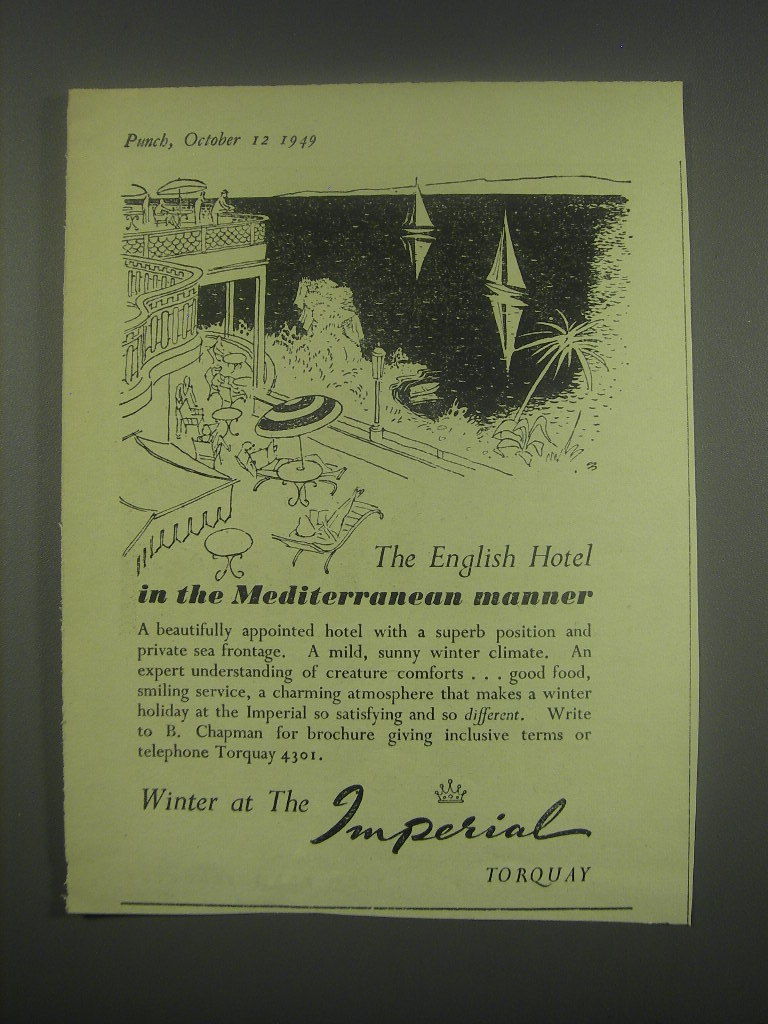 Punch, October 12 1949
The English Hotel
in the Mediterranean manner
A beautifully appointed hotel with a superb position and
private sea frontage. A mild, sunny winter climate. An
expert understanding of creature comforts . . . good food,
smiling service, a charming atmosphere that makes a winter
holiday at the Imperial so satisfying and so different. Write
to B. Chapman for brochure giving inclusive terms or
telephone Torquay 4301.
Winter at The Imperial
TORQUAY